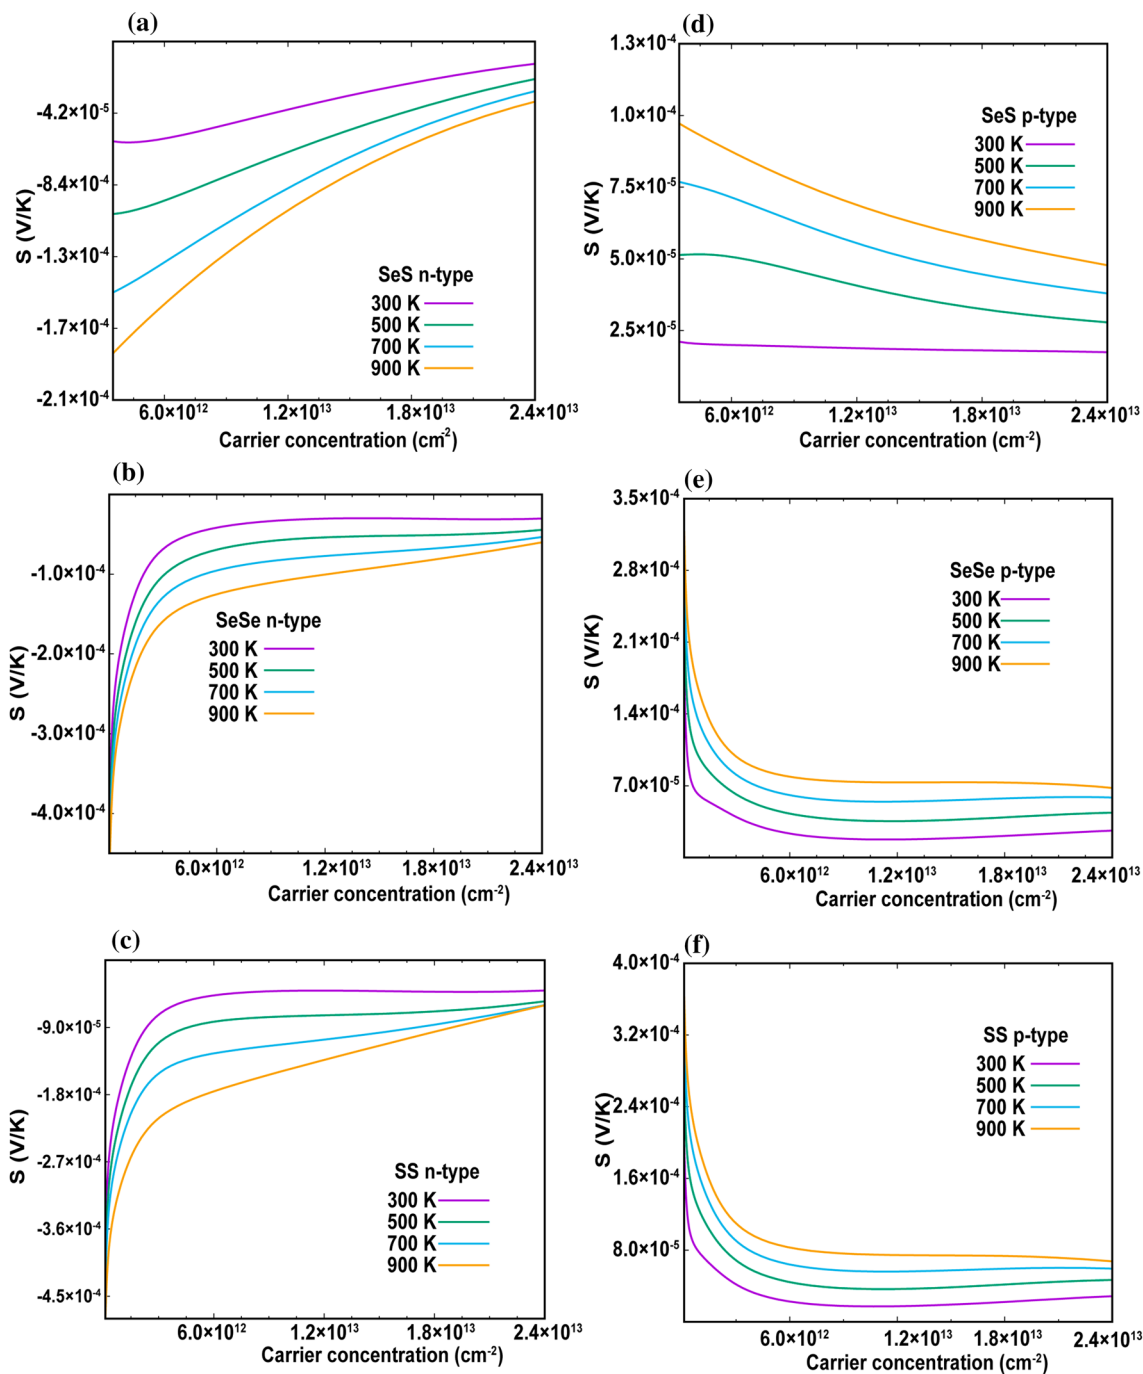 (a)
-4.2×10⁻⁵
-8.4×10⁻⁴
-1.3×10⁻⁴
-1.7×10⁻⁴
-2.1×10⁻⁴
S (V/K)
SeS n-type
300 K
500 K
700 K
900 K
6.0×10¹² 1.2×10¹³ 1.8×10¹³ 2.4×10¹³
Carrier concentration (cm⁻²)
(d)
1.3×10⁻⁴
1.0×10⁻⁴
7.5×10⁻⁵
5.0×10⁻⁵
2.5×10⁻⁵
S (V/K)
SeS p-type
300 K
500 K
700 K
900 K
6.0×10¹² 1.2×10¹³ 1.8×10¹³ 2.4×10¹³
Carrier concentration (cm⁻²)
(b)
-1.0×10⁻⁴
-2.0×10⁻⁴
-3.0×10⁻⁴
-4.0×10⁻⁴
S (V/K)
SeSe n-type
300 K
500 K
700 K
900 K
6.0×10¹² 1.2×10¹³ 1.8×10¹³ 2.4×10¹³
Carrier concentration (cm⁻²)
(e)
3.5×10⁻⁴
2.8×10⁻⁴
2.1×10⁻⁴
1.4×10⁻⁴
7.0×10⁻⁵
S (V/K)
SeSe p-type
300 K
500 K
700 K
900 K
6.0×10¹² 1.2×10¹³ 1.8×10¹³ 2.4×10¹³
Carrier concentration (cm⁻²)
(c)
-9.0×10⁻⁵
-1.8×10⁻⁴
-2.7×10⁻⁴
-3.6×10⁻⁴
-4.5×10⁻⁴
S (V/K)
SS n-type
300 K
500 K
700 K
900 K
6.0×10¹² 1.2×10¹³ 1.8×10¹³ 2.4×10¹³
Carrier concentration (cm⁻²)
(f)
4.0×10⁻⁴
3.2×10⁻⁴
2.4×10⁻⁴
1.6×10⁻⁴
8.0×10⁻⁵
S (V/K)
SS p-type
300 K
500 K
700 K
900 K
6.0×10¹² 1.2×10¹³ 1.8×10¹³ 2.4×10¹³
Carrier concentration (cm⁻²)